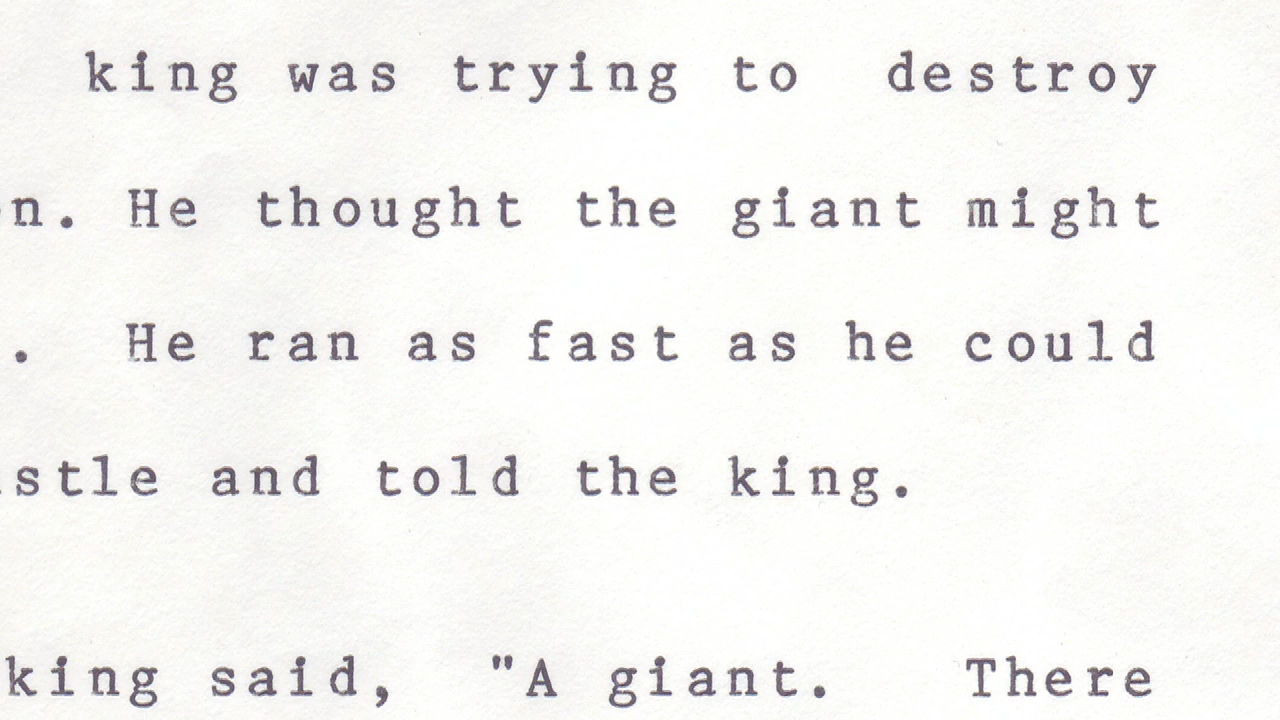 king was trying to destroy
n. He thought the giant might
. He ran as fast as he could
stle and told the king.
king said, "A giant. There